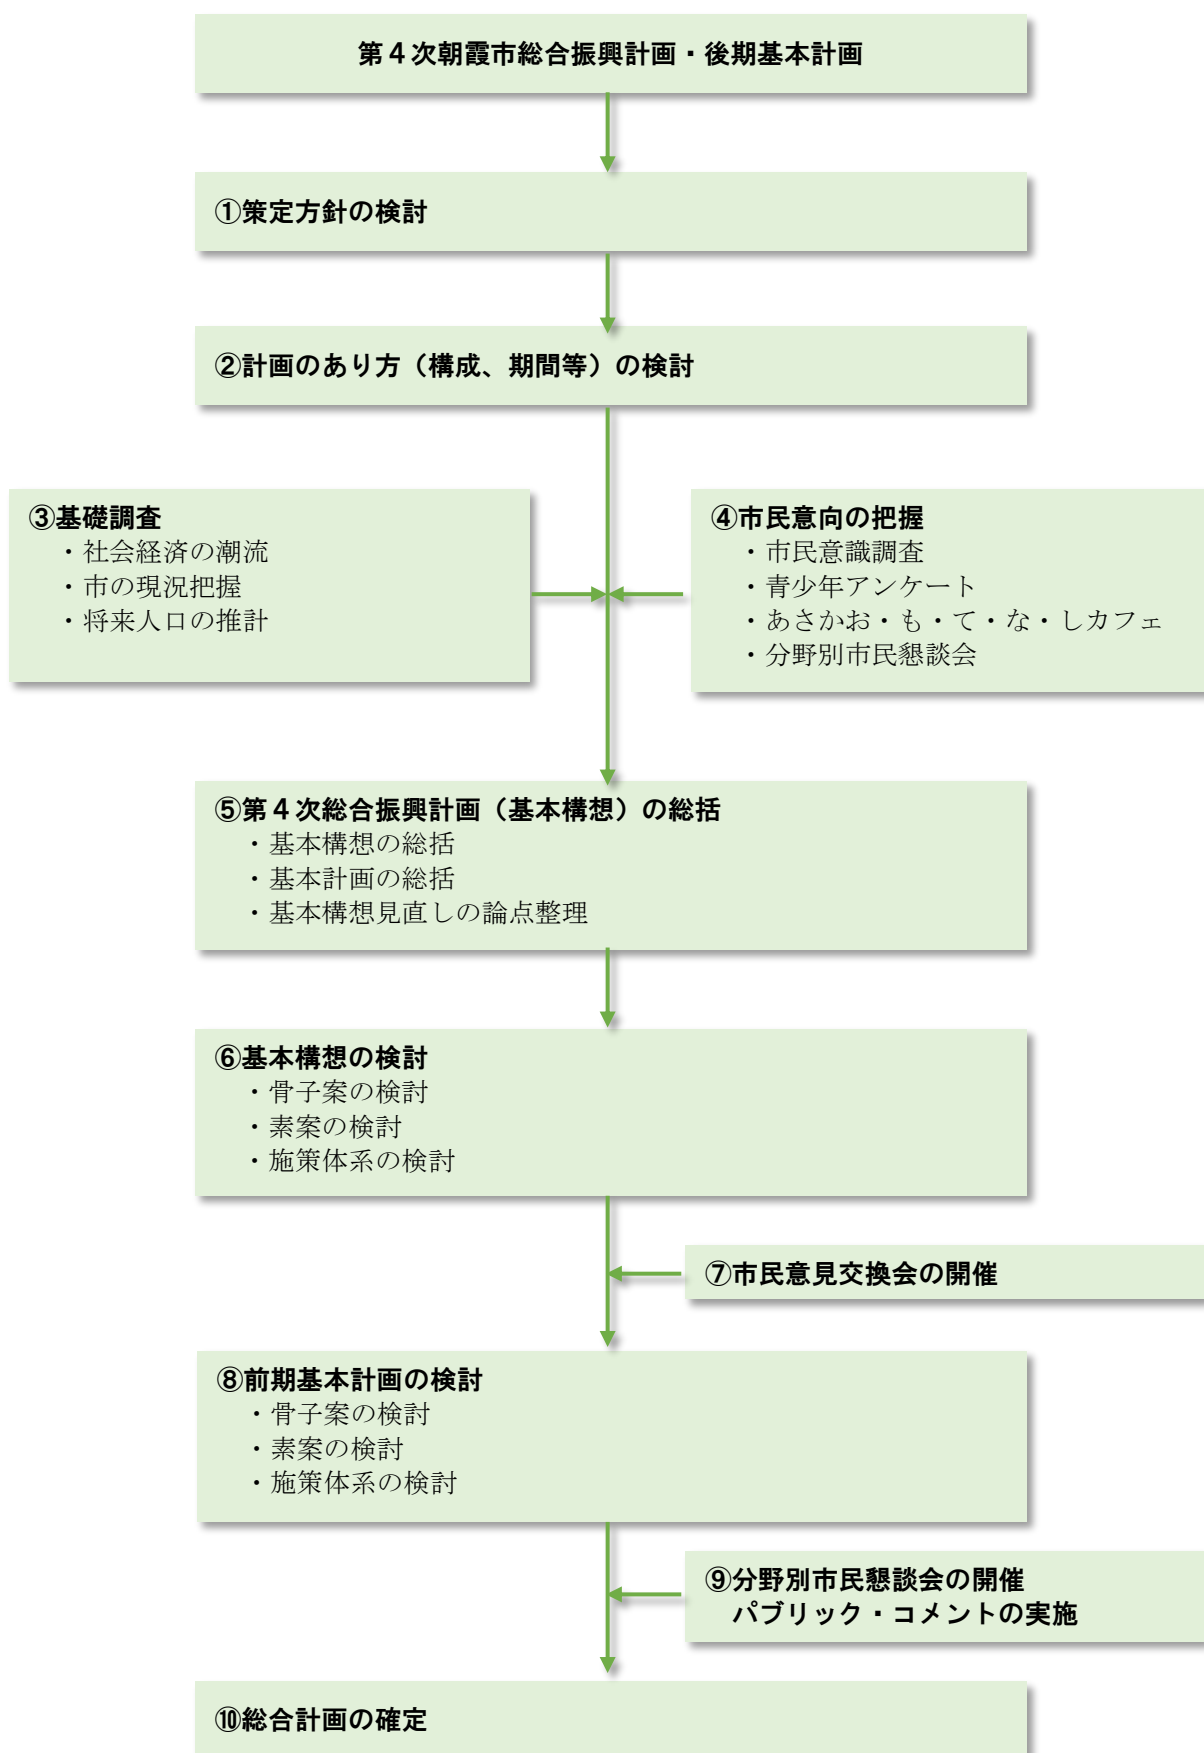 第４次朝霞市総合振興計画・後期基本計画
①策定方針の検討
②計画のあり方（構成、期間等）の検討
③基礎調査
・社会経済の潮流
・市の現況把握
・将来人口の推計
④市民意向の把握
・市民意識調査
・青少年アンケート
・あさかお・も・て・な・しカフェ
・分野別市民懇談会
⑤第４次総合振興計画（基本構想）の総括
・基本構想の総括
・基本計画の総括
・基本構想見直しの論点整理
⑥基本構想の検討
・骨子案の検討
・素案の検討
・施策体系の検討
⑦市民意見交換会の開催
⑧前期基本計画の検討
・骨子案の検討
・素案の検討
・施策体系の検討
⑨分野別市民懇談会の開催
パブリック・コメントの実施
⑩総合計画の確定